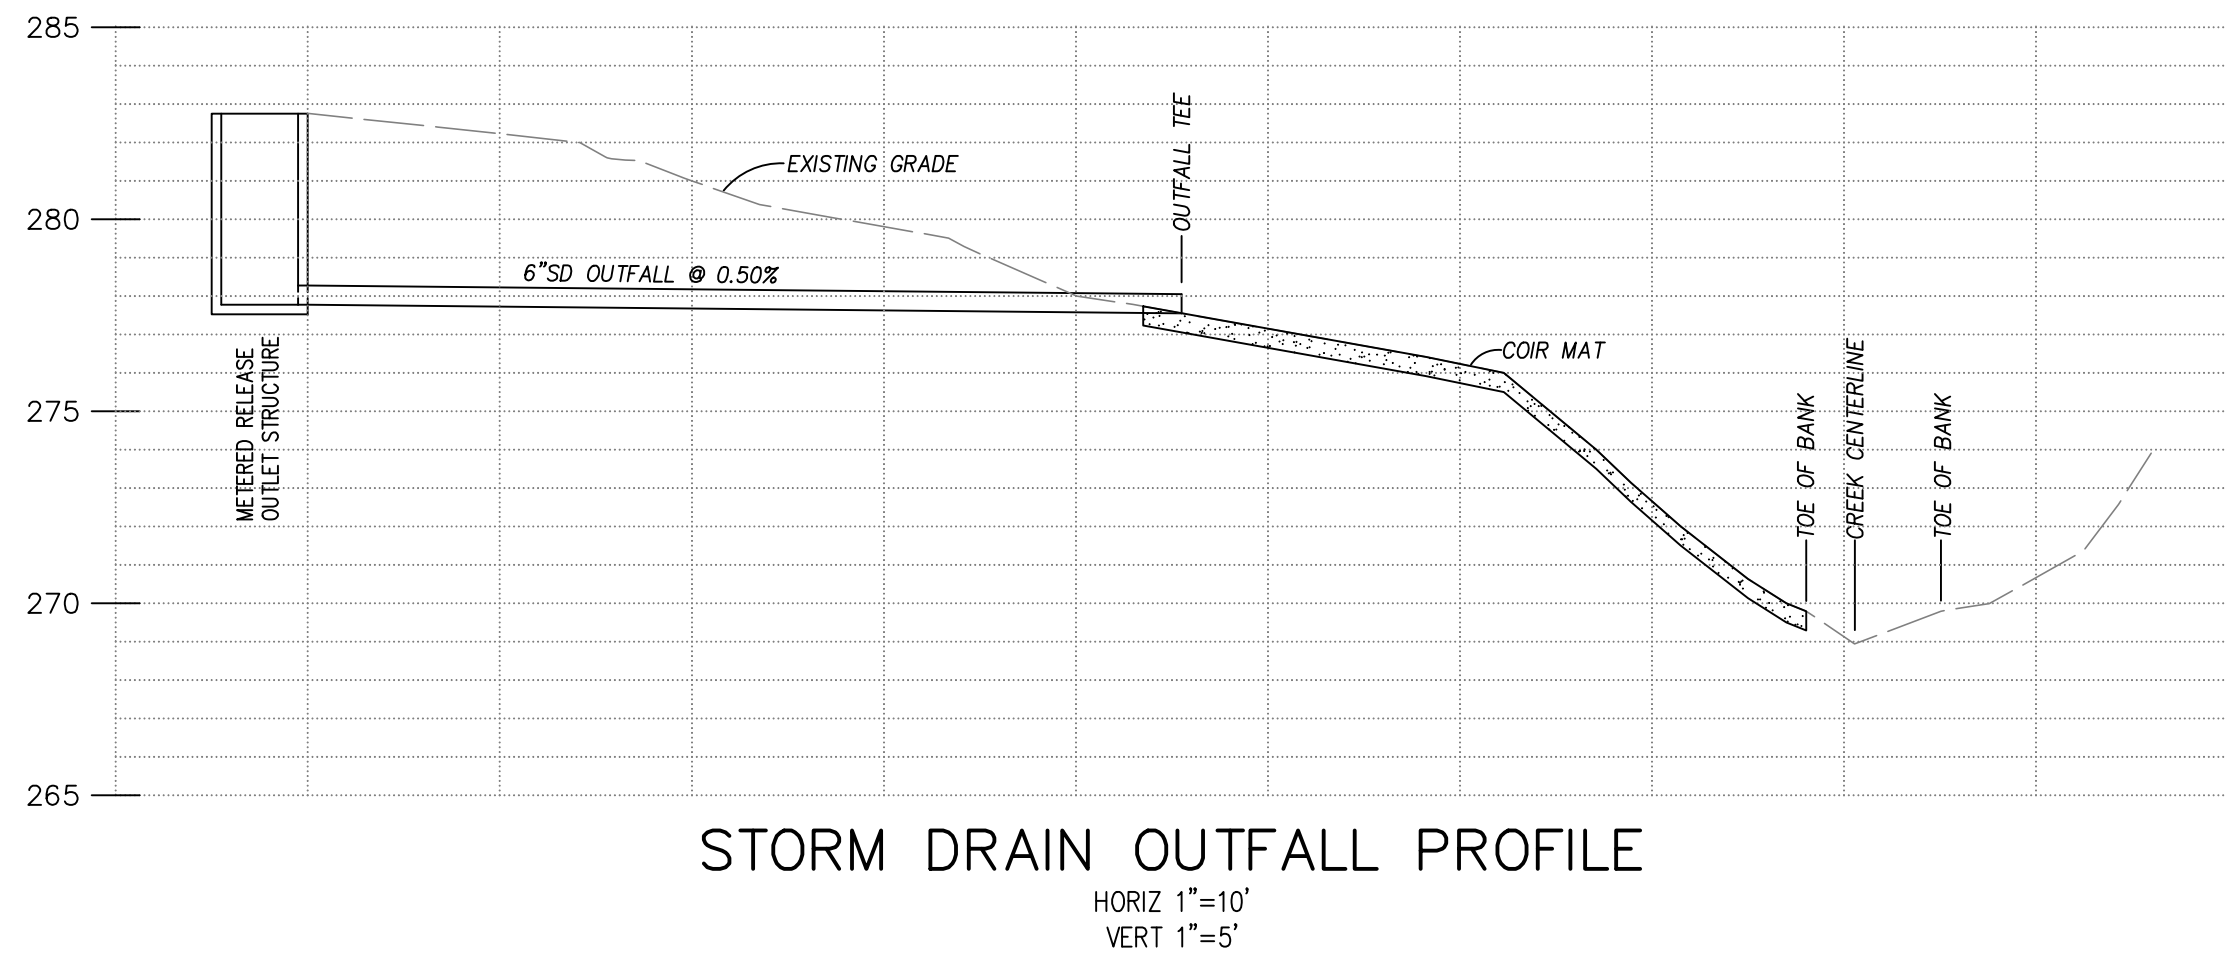 285
280
275
270
265
OUTFALL TEE
EXISTING GRADE
6"SD OUTFALL @ 0.50%
METERED RELEASE
OUTLET STRUCTURE
COIR MAT
TOE OF BANK
CREEK CENTERLINE
TOE OF BANK
STORM DRAIN OUTFALL PROFILE
HORIZ 1"=10'
VERT 1"=5'